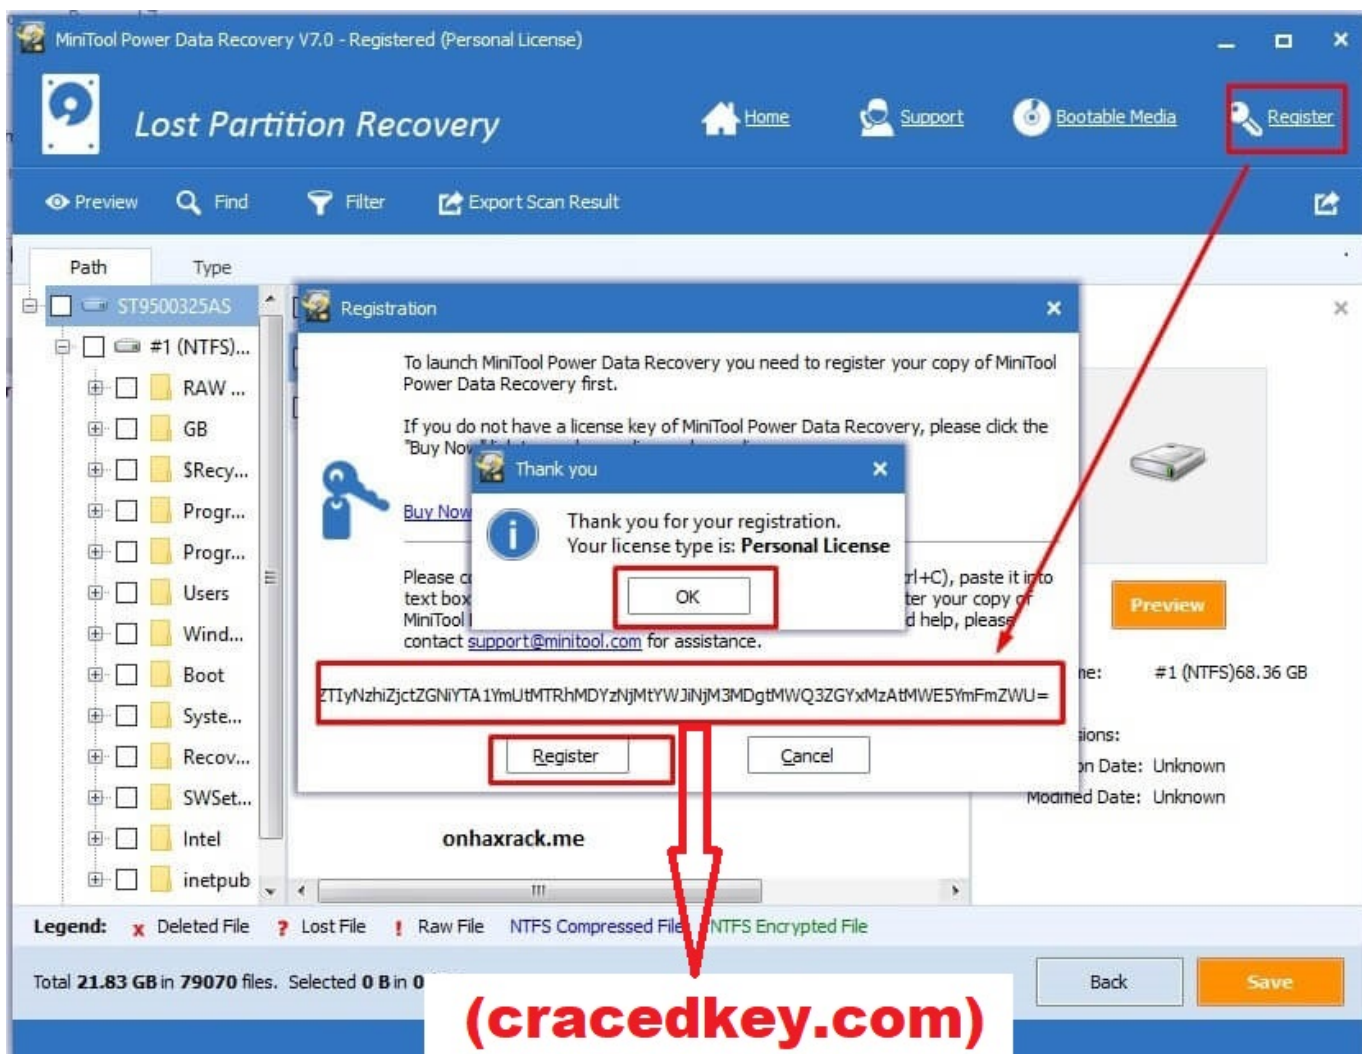 MiniTool Power Data Recovery V7.0 - Registered (Personal License)
Lost Partition Recovery
Home
Support
Bootable Media
Register
Preview
Find
Filter
Export Scan Result
Path
Type
ST9500325AS
#1 (NTFS)...
RAW ...
GB
$Recy...
Progr...
Progr...
Users
Wind...
Boot
Syste...
Recov...
SWSet...
Intel
inetpub
Registration
To launch MiniTool Power Data Recovery you need to register your copy of MiniTool
Power Data Recovery first.
If you do not have a license key of MiniTool Power Data Recovery, please click the
"Buy Now"
Buy Now
Thank you
Thank you for your registration.
Your license type is: Personal License
OK
Please
trl+C), paste it into
text box
your copy of
MiniTool
help, please
contact support@minitool.com for assistance.
ZTIyNzhiZjctZGNiYTA1YmUtMTRhMDYzNjMtYWJiNjM3MDgtMWQ3ZGYxMzAtMWE5YmFmZWU=
Register
Cancel
onhaxrack.me
Preview
#1 (NTFS)68.36 GB
Date: Unknown
Modified Date: Unknown
Legend: x Deleted File ? Lost File ! Raw File NTFS Compressed File NTFS Encrypted File
Total 21.83 GB in 79070 files. Selected 0 B in 0
Back
Save
(cracedkey.com)